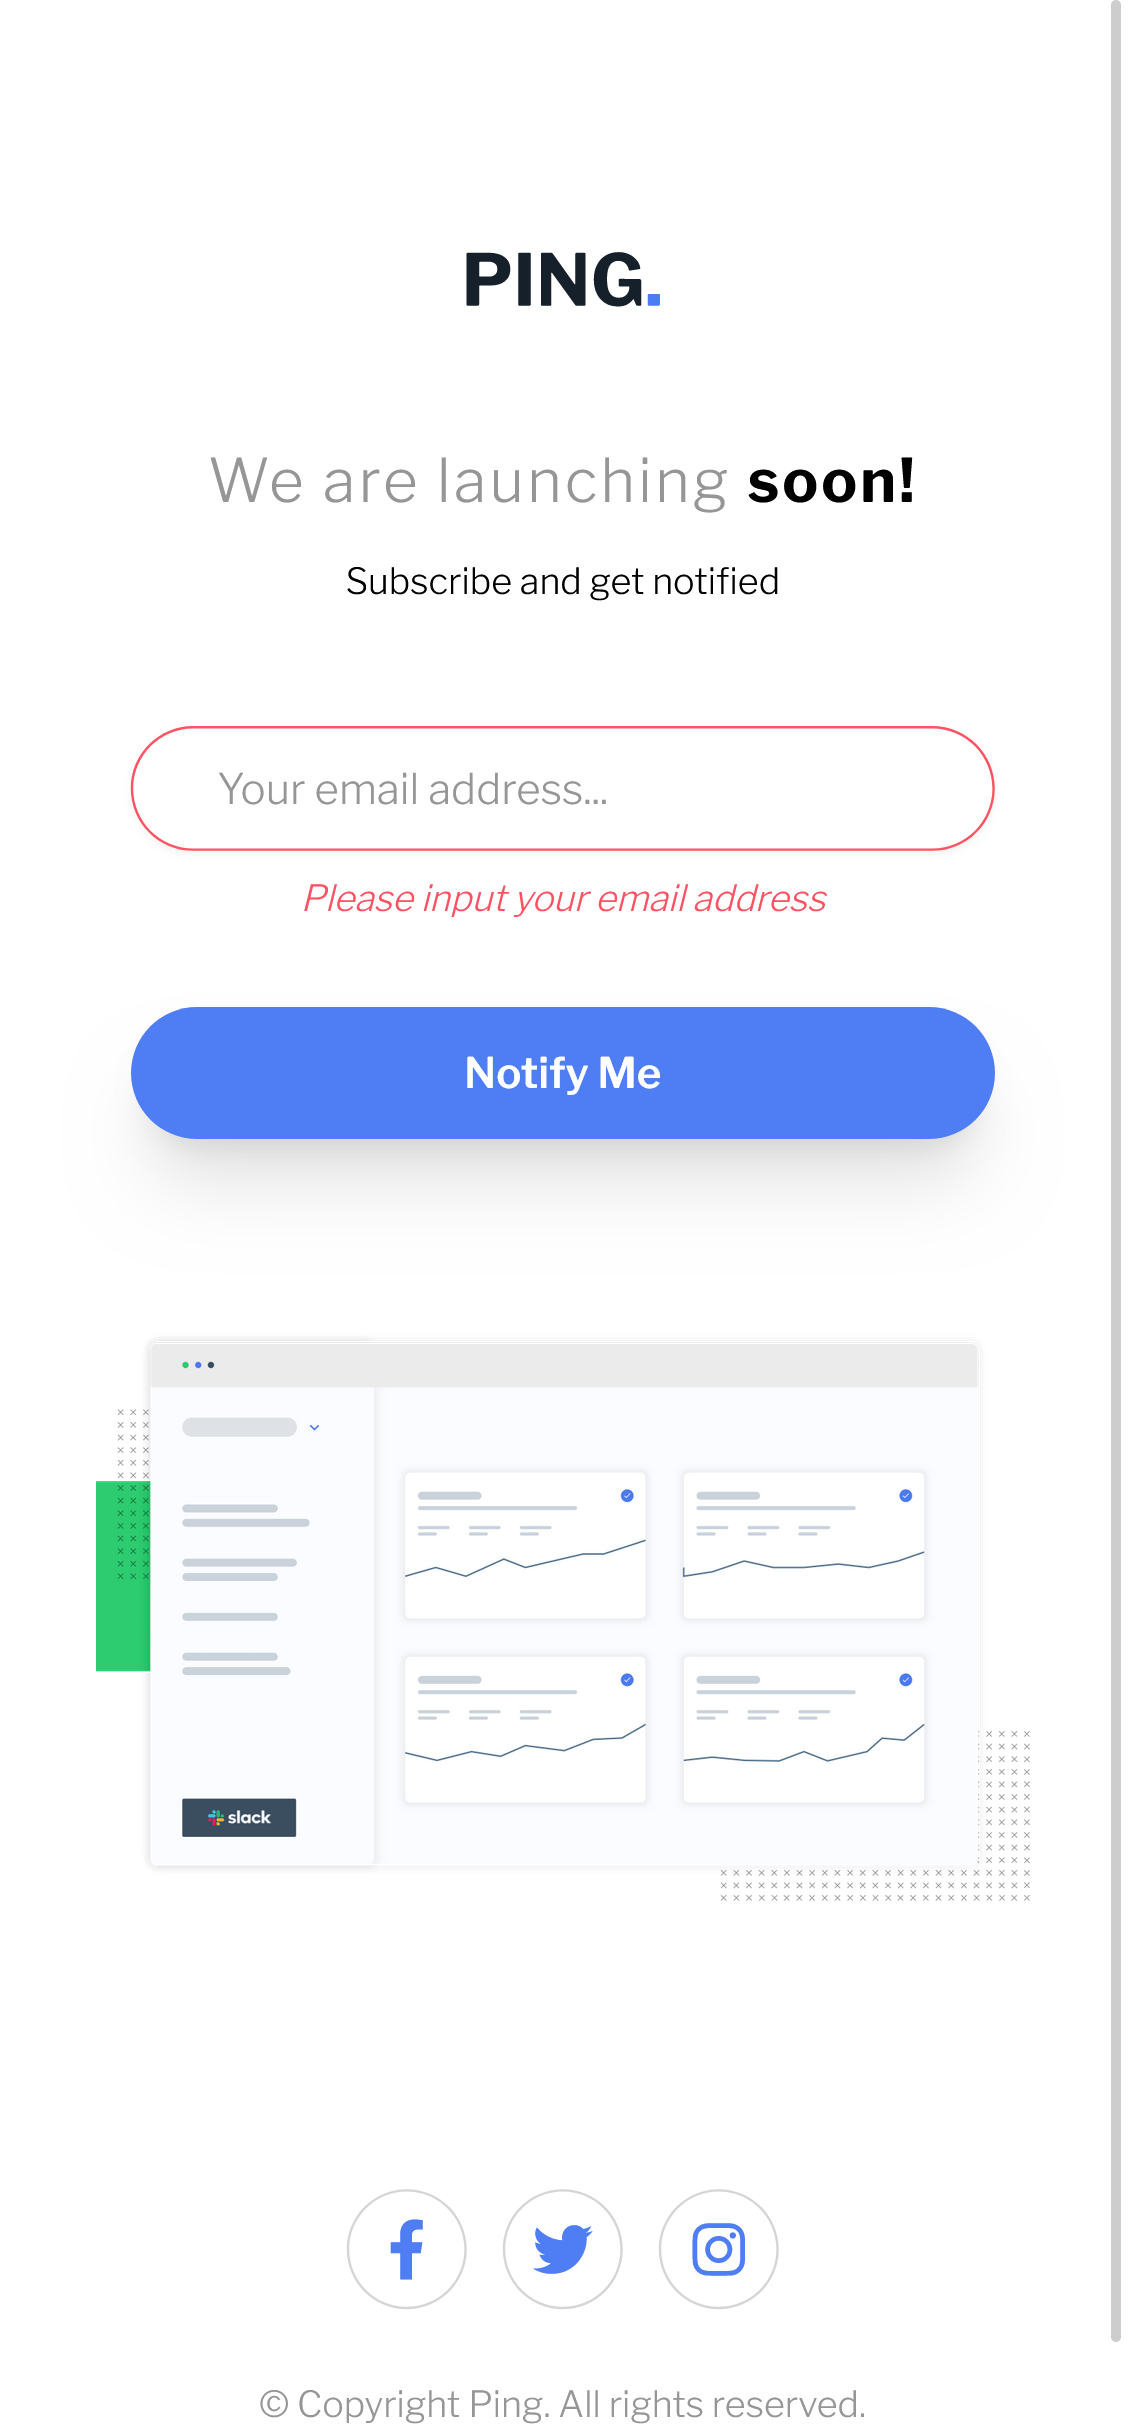 PING.
We are launching soon!
Subscribe and get notified
Your email address...
Please input your email address
Notify Me
slack
© Copyright Ping. All rights reserved.